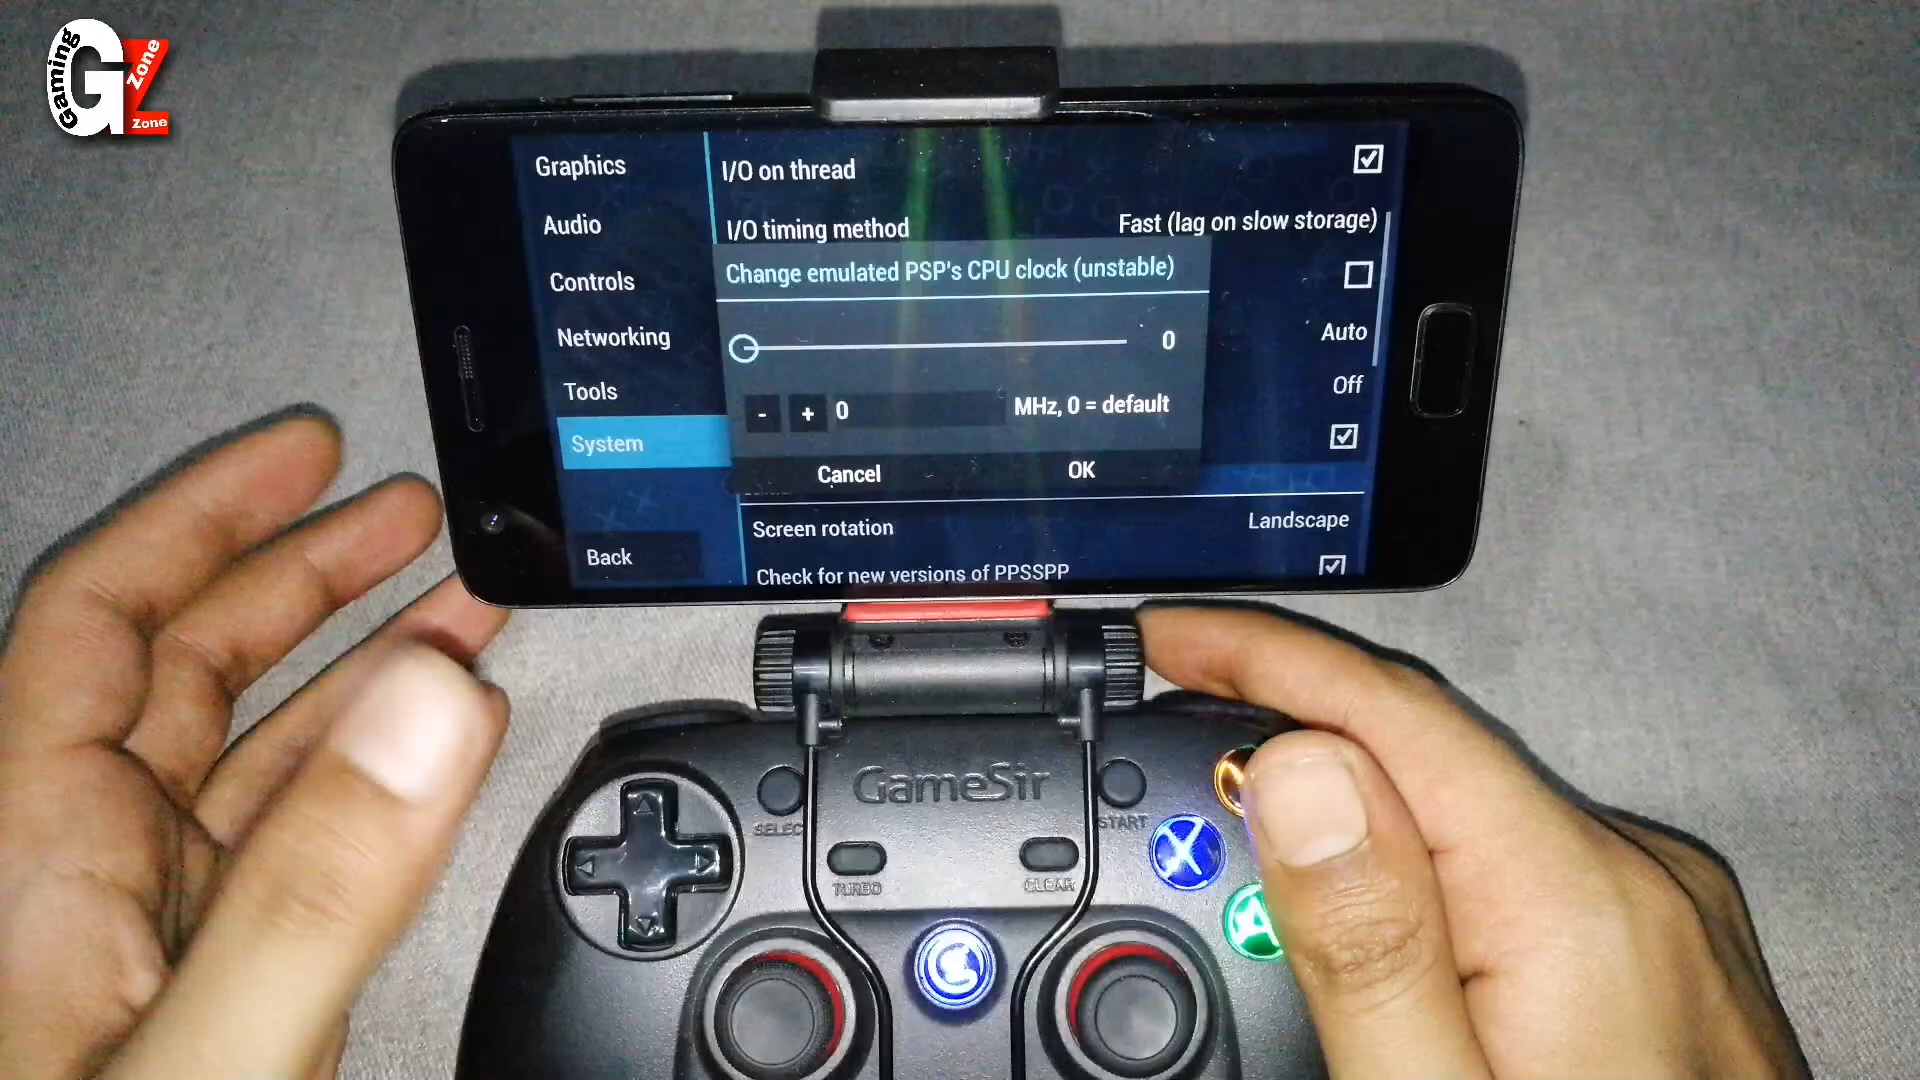 Gaming
GZ
Zone
Zone
Graphics
Audio
Controls
Networking
Tools
System
Back
I/O on thread
I/O timing method
Fast (lag on slow storage)
Change emulated PSP's CPU clock (unstable)
0
- + 0
MHz, 0 = default
Cancel
OK
Auto
Off
Screen rotation
Landscape
Check for new versions of PPSSPP
GameSir
SELEC
START
TURBO
CLEAR
X